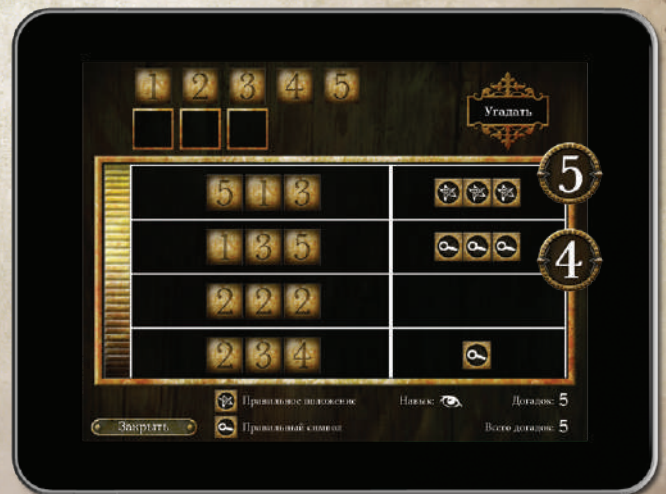 1 2 3 4 5
Угадать
5 1 3
5
1 3 5
4
2 2 2
2 3 4
Правильное положение
Навык:
Догадок: 5
Закрыть
Правильный символ
Всего догадок: 5